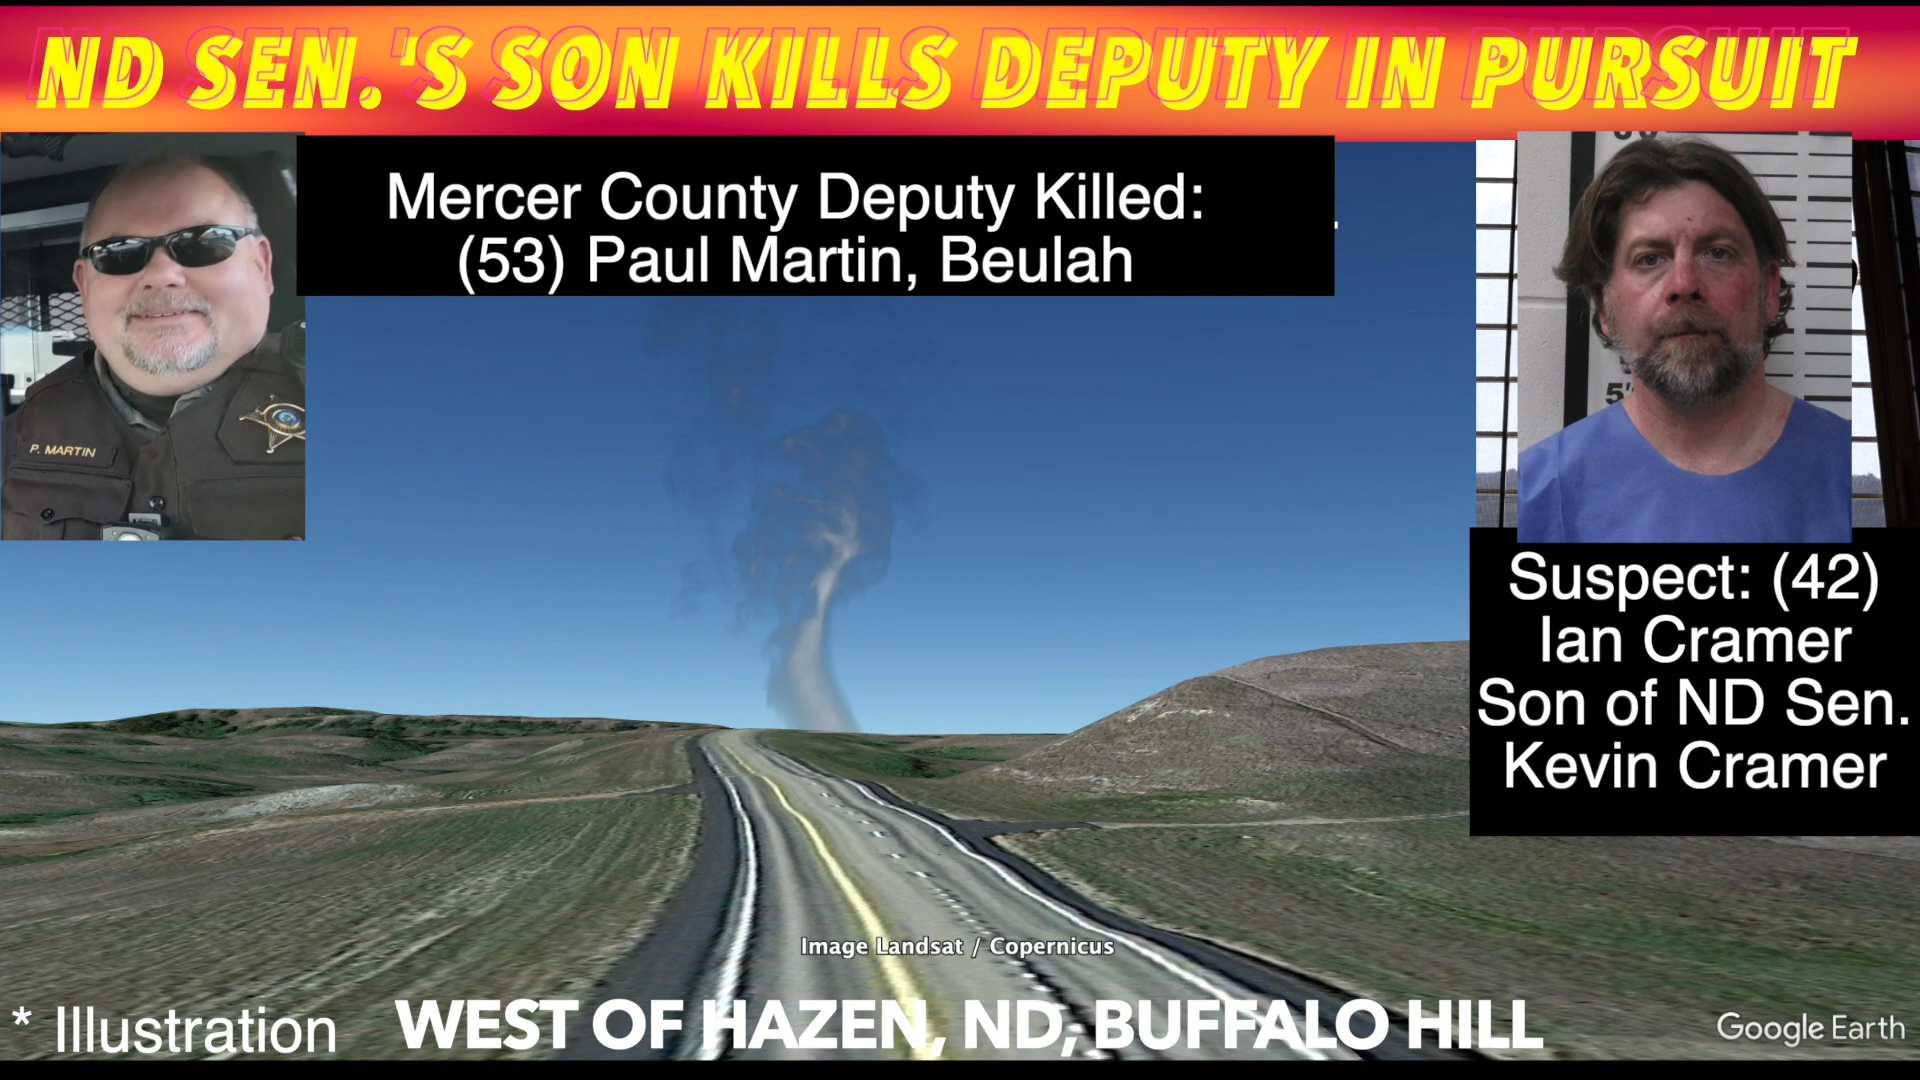 ND SEN. 'S SON KILLS DEPUTY IN PURSUIT
Mercer County Deputy Killed:
(53) Paul Martin, Beulah
P. MARTIN
5'
Suspect: (42)
Ian Cramer
Son of ND Sen.
Kevin Cramer
Image Landsat / Copernicus
* Illustration
WEST OF HAZEN, ND, BUFFALO HILL
Google Earth